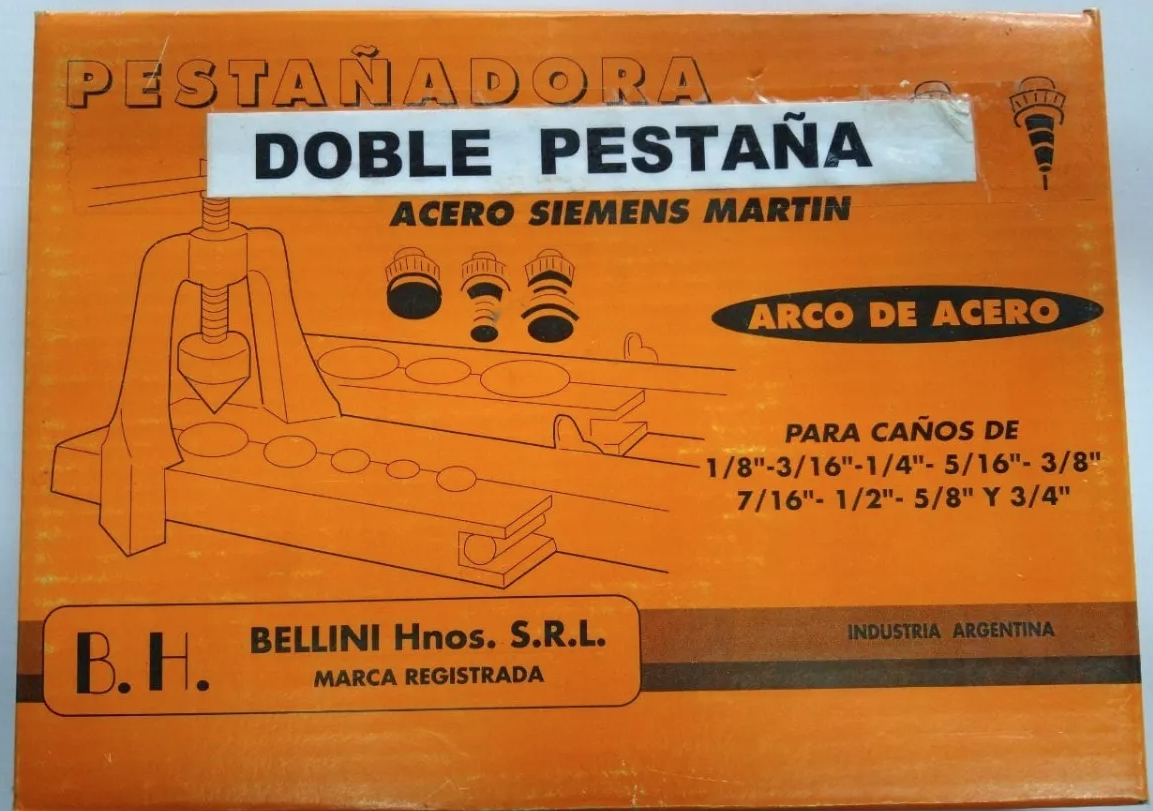 PESTAÑADORA
DOBLE PESTAÑA
ACERO SIEMENS MARTIN
ARCO DE ACERO
PARA CAÑOS DE
1/8"-3/16"-1/4"- 5/16"- 3/8"
7/16"- 1/2"- 5/8" Y 3/4"
B. H.
BELLINI Hnos. S.R.L.
MARCA REGISTRADA
INDUSTRIA ARGENTINA